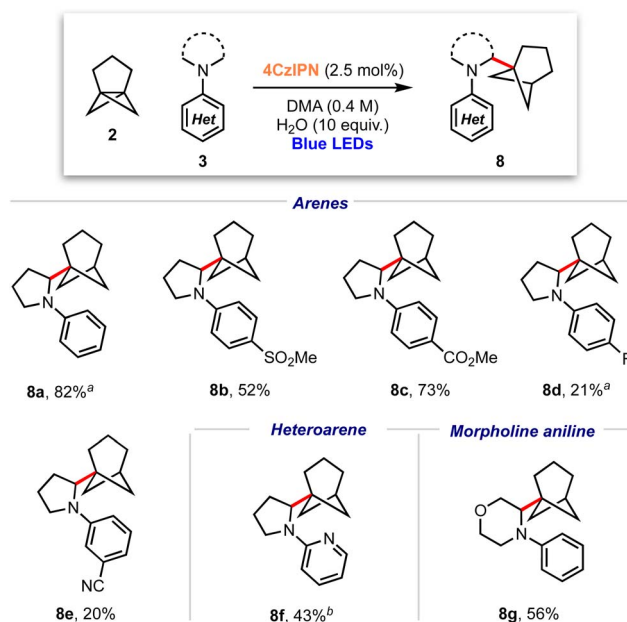 4CzIPN (2.5 mol%)
DMA (0.4 M)
H2O (10 equiv.)
Blue LEDs
N
Het
N
Het
2
3
8
Arenes
N
N
SO2Me
N
CO2Me
N
F
8a, 82%a
8b, 52%
8c, 73%
8d, 21%a
Heteroarene
Morpholine aniline
N
NC
N
N
O
N
8e, 20%
8f, 43%b
8g, 56%